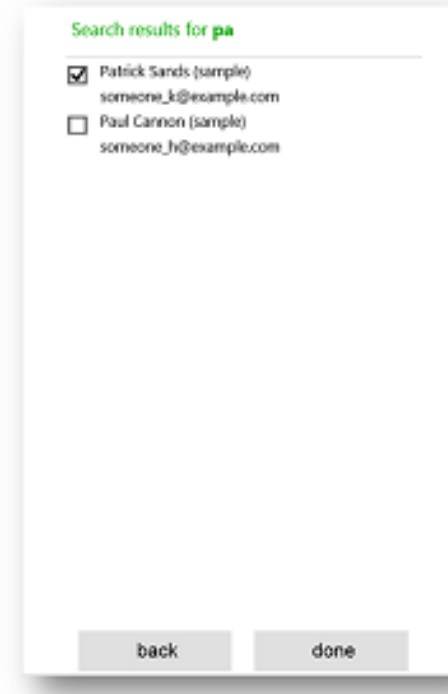 Search results for pa
Patrick Sands (sample)
someone_k@example.com
Paul Cannon (sample)
someone_h@example.com
back done